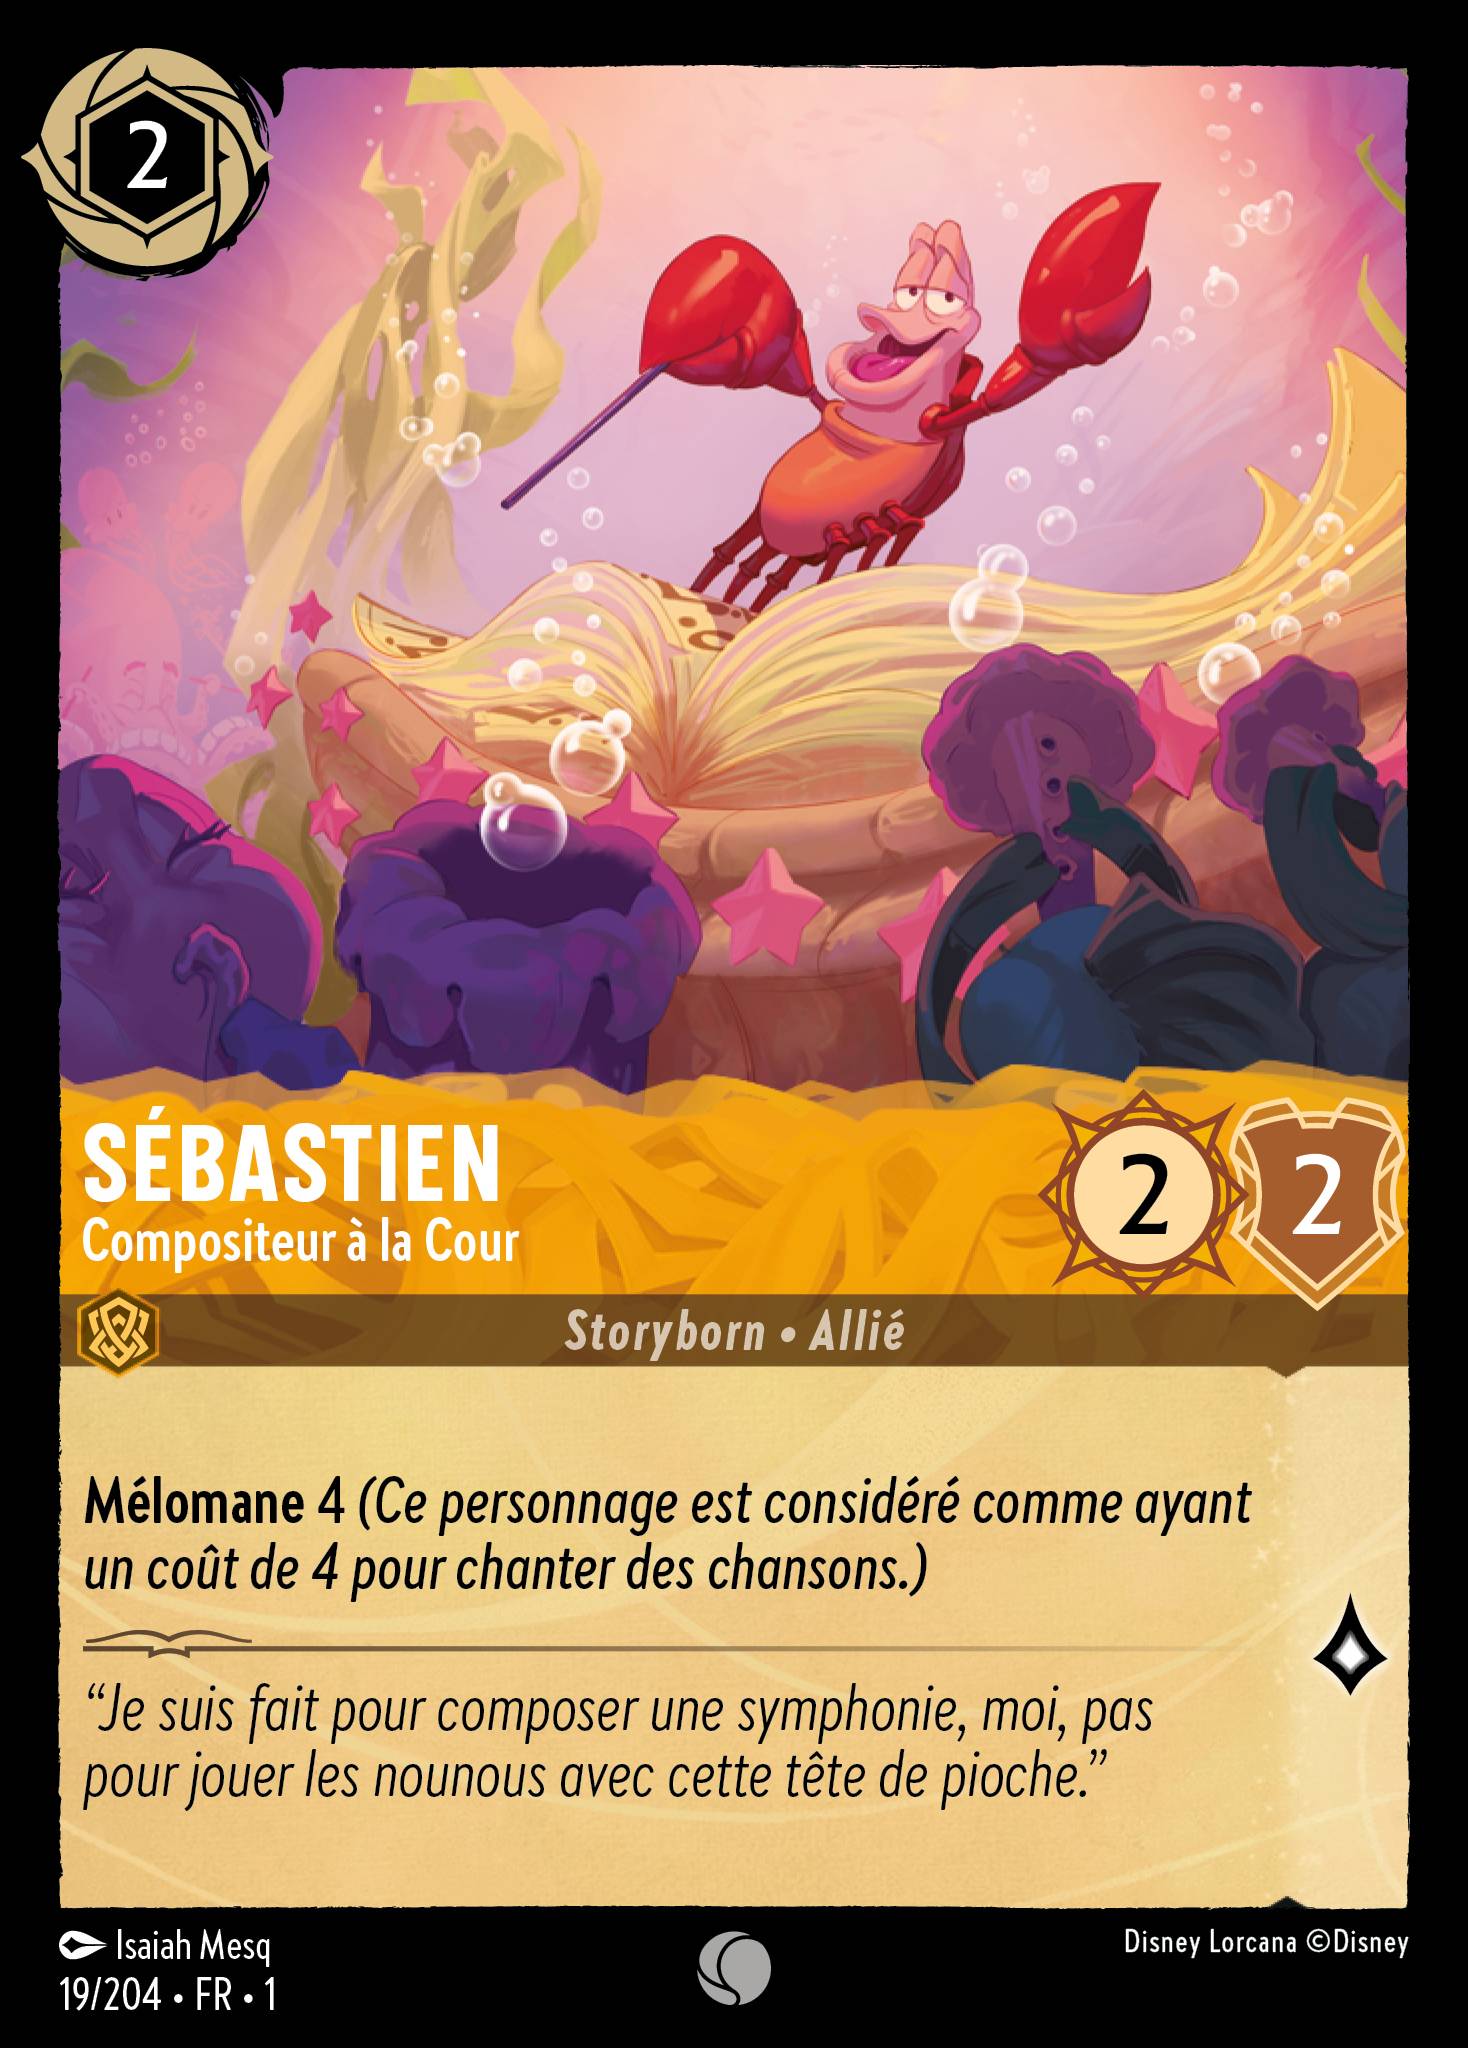 2
SÉBASTIEN
Compositeur à la Cour
2 2
Storyborn • Allié
Mélomane 4 (Ce personnage est considéré comme ayant
un coût de 4 pour chanter des chansons.)
“Je suis fait pour composer une symphonie, moi, pas
pour jouer les nounous avec cette tête de pioche.”
Isaiah Mesq
Disney Lorcana ©Disney
19/204 • FR • 1